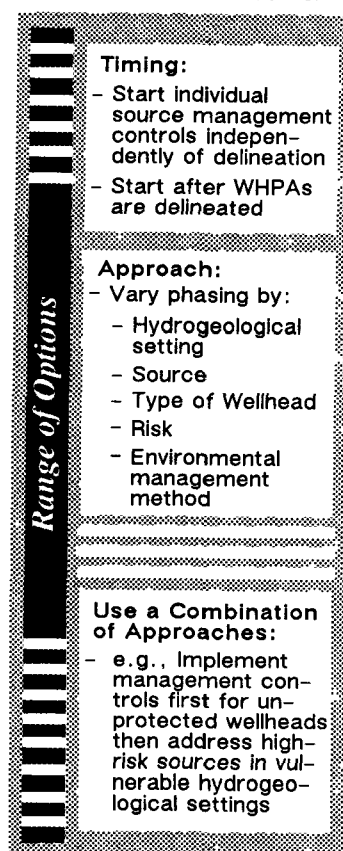 Range of Options
Timing:
- Start individual
source management
controls indepen-
dently of delineation
- Start after WHPAs
are delineated
Approach:
- Vary phasing by:
- Hydrogeological
setting
- Source
- Type of Wellhead
- Risk
- Environmental
management
method
Use a Combination
of Approaches:
- e.g., Implement
management con-
trols first for un-
protected wellheads
then address high-
risk sources in vul-
nerable hydrogeo-
logical settings